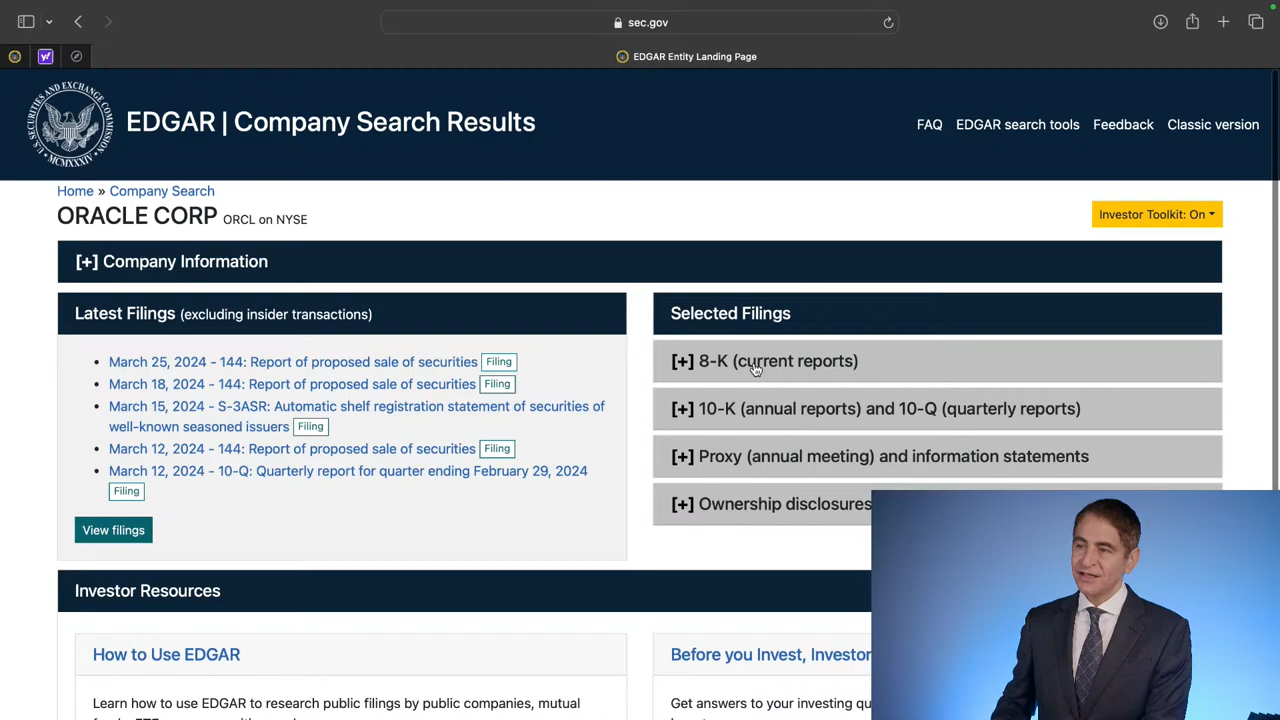 sec.gov
EDGAR Entity Landing Page
SECURITIES AND EXCHANGE COMMISSION
U.S.
MCMXXXIV
EDGAR | Company Search Results
FAQ EDGAR search tools Feedback Classic version
Home » Company Search
ORACLE CORP ORCL on NYSE
Investor Toolkit: On
[+] Company Information
Latest Filings (excluding insider transactions)
March 25, 2024 - 144: Report of proposed sale of securities Filing
March 18, 2024 - 144: Report of proposed sale of securities Filing
March 15, 2024 - S-3ASR: Automatic shelf registration statement of securities of
well-known seasoned issuers Filing
March 12, 2024 - 144: Report of proposed sale of securities Filing
March 12, 2024 - 10-Q: Quarterly report for quarter ending February 29, 2024
Filing
View filings
Selected Filings
[+] 8-K (current reports)
[+] 10-K (annual reports) and 10-Q (quarterly reports)
[+] Proxy (annual meeting) and information statements
[+] Ownership disclosures
Investor Resources
How to Use EDGAR
Learn how to use EDGAR to research public filings by public companies, mutual
Before you Invest, Investor
Get answers to your investing qu